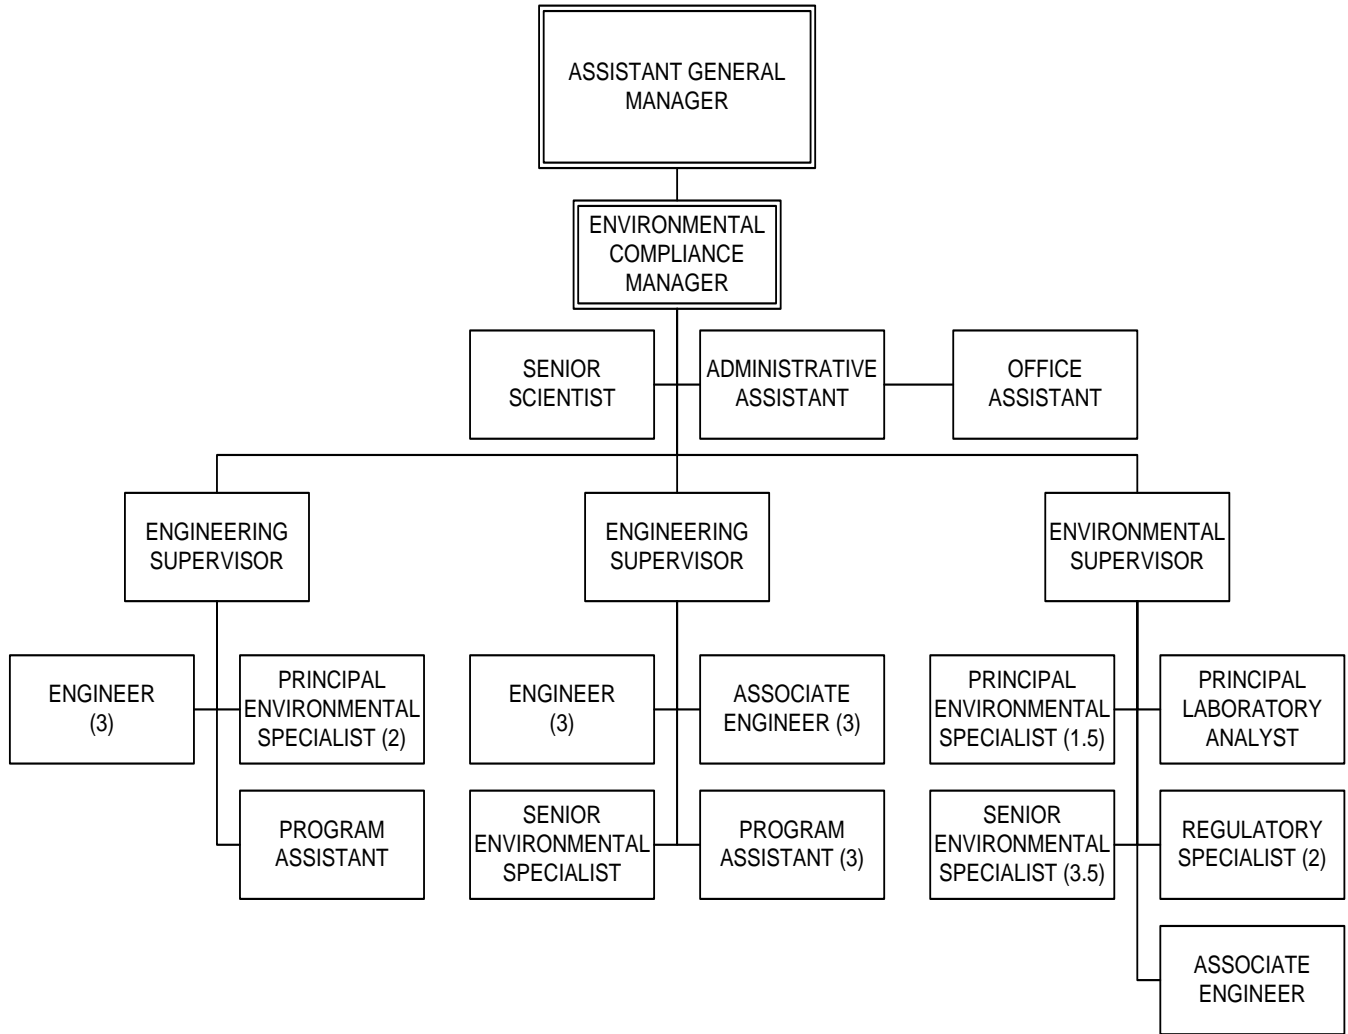 ASSISTANT GENERAL
MANAGER
ENVIRONMENTAL
COMPLIANCE
MANAGER
SENIOR
SCIENTIST
ADMINISTRATIVE
ASSISTANT
OFFICE
ASSISTANT
ENGINEERING
SUPERVISOR
ENGINEERING
SUPERVISOR
ENVIRONMENTAL
SUPERVISOR
ENGINEER
(3)
PRINCIPAL
ENVIRONMENTAL
SPECIALIST (2)
ENGINEER
(3)
ASSOCIATE
ENGINEER (3)
PRINCIPAL
ENVIRONMENTAL
SPECIALIST (1.5)
PRINCIPAL
LABORATORY
ANALYST
PROGRAM
ASSISTANT
SENIOR
ENVIRONMENTAL
SPECIALIST
PROGRAM
ASSISTANT (3)
SENIOR
ENVIRONMENTAL
SPECIALIST (3.5)
REGULATORY
SPECIALIST (2)
ASSOCIATE
ENGINEER